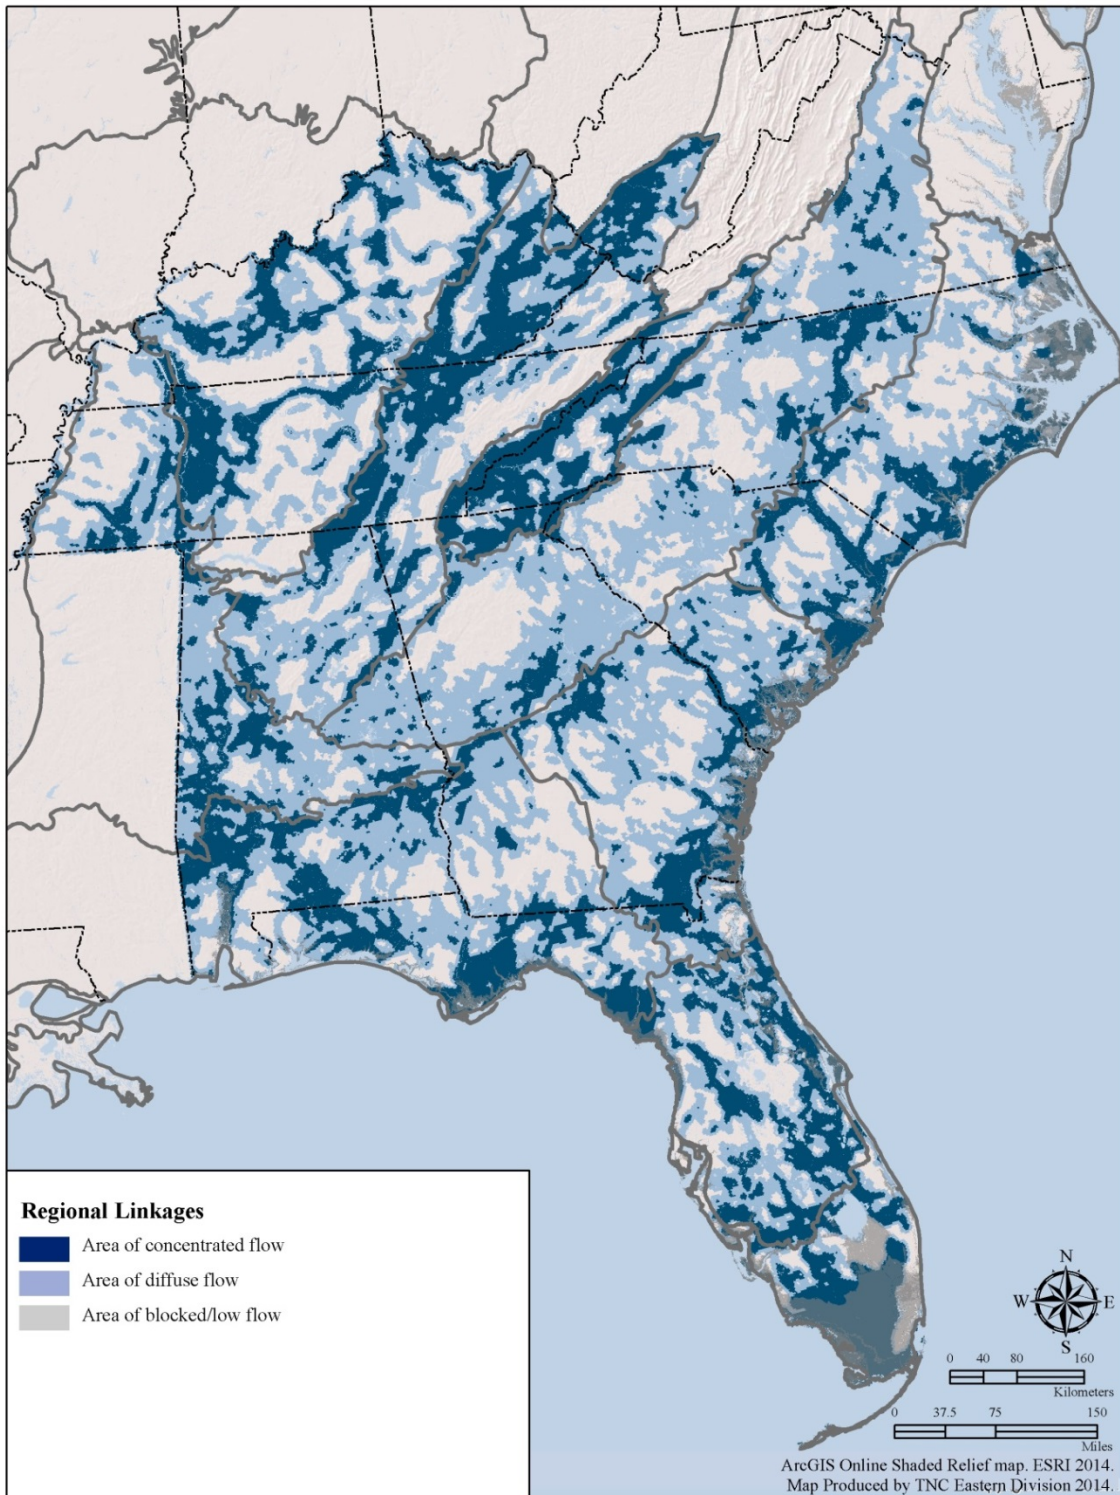 Regional Linkages
Area of concentrated flow
Area of diffuse flow
Area of blocked/low flow
N
W E
S
0 40 80 160
Kilometers
0 37.5 75 150
Miles
ArcGIS Online Shaded Relief map. ESRI 2014.
Map Produced by TNC Eastern Division 2014.